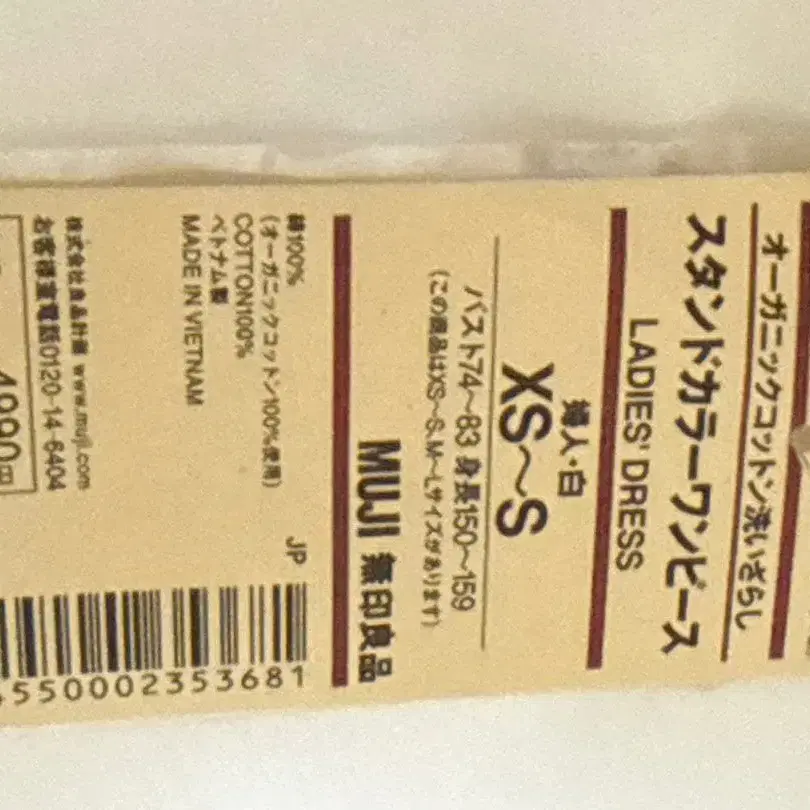 オーガニックコットン洗いざらし
スタンドカラーワンピース
LADIES' DRESS
婦人・白
XS～S
バスト74～83 身長150～159
(この商品はXS～S、M～Lサイズがあります)
MUJI 無印良品
綿100%
(オーガニックコットン100%使用)
COTTON100%
ベトナム製
MADE IN VIETNAM
JP
株式会社良品計画 www.muji.com
お客様室電話0120-14-6404
4990円
550002353681